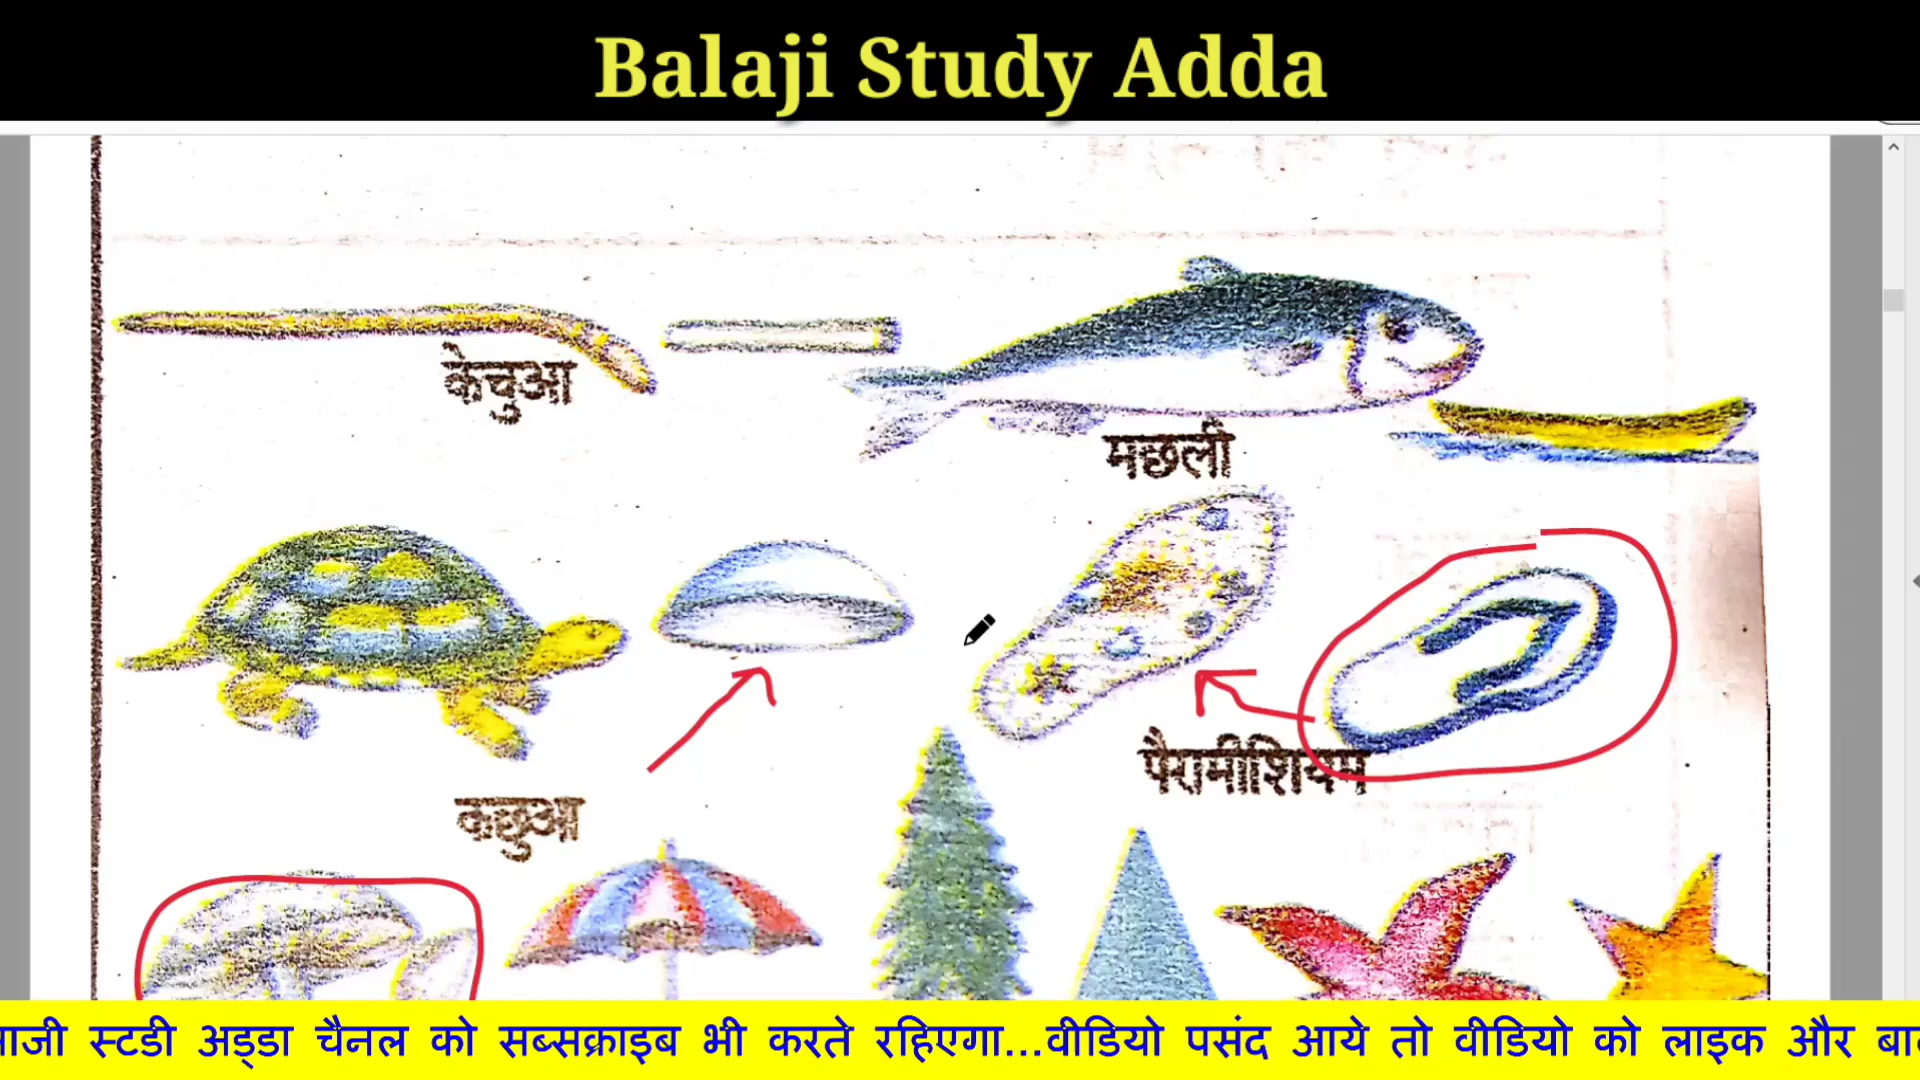 Balaji Study Adda
केचुआ
मछली
पैरामीशियम
कछुआ
स्टडी अड्डा चैनल को सब्सक्राइब भी करते रहिएगा...वीडियो पसंद आये तो वीडियो को लाइक और